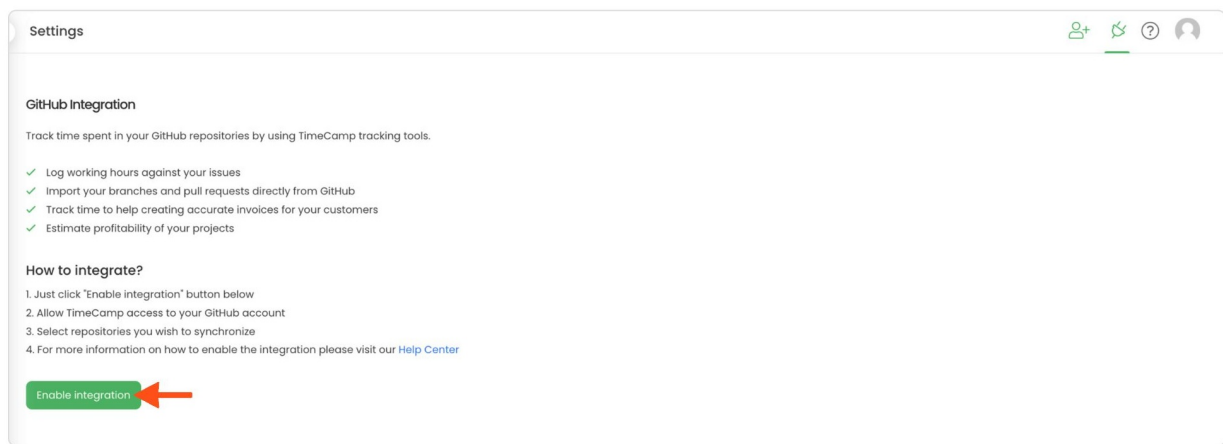 Settings
GitHub Integration
Track time spent in your GitHub repositories by using TimeCamp tracking tools.
Log working hours against your issues
Import your branches and pull requests directly from GitHub
Track time to help creating accurate invoices for your customers
Estimate profitability of your projects
How to integrate?
1. Just click "Enable integration" button below
2. Allow TimeCamp access to your GitHub account
3. Select repositories you wish to synchronize
4. For more information on how to enable the integration please visit our Help Center
Enable integration